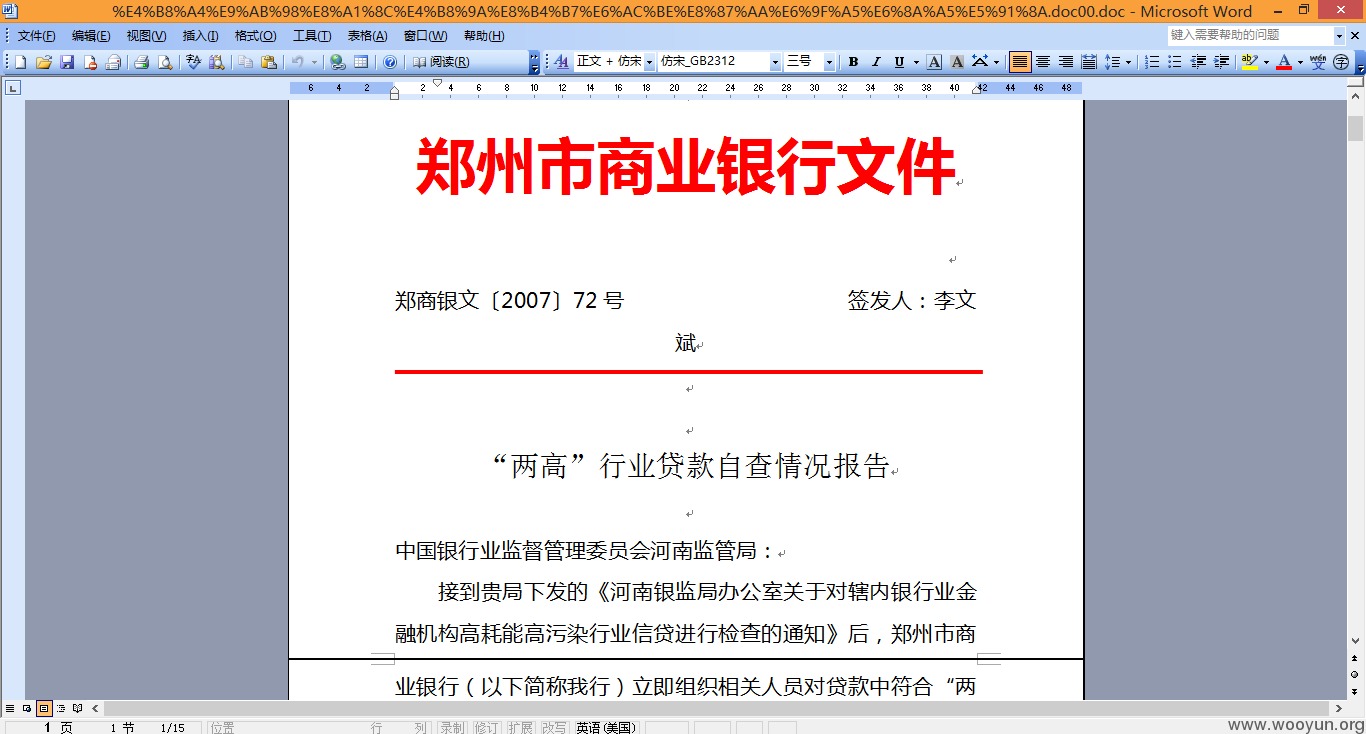 %E4%B8%A4%E9%AB%98%E8%A1%8C%E4%B8%9A%E8%B4%B7%E6%AC%BE%E8%87%AA%E6%9F%A5%E6%8A%A5%E5%91%8A.doc00.doc - Microsoft Word
文件(F) 编辑(E) 视图(V) 插入(I) 格式(O) 工具(T) 表格(A) 窗口(W) 帮助(H) 键入需要帮助的问题
阅读(R) 正文 + 仿宋 仿宋_GB2312 三号 B I U A A A
6 4 2 2 4 6 8 10 12 14 16 18 20 22 24 26 28 30 32 34 36 38 40 42 44 46 48
郑州市商业银行文件
郑商银文〔2007〕72 号 签发人：李文
斌
“两高”行业贷款自查情况报告
中国银行业监督管理委员会河南监管局：
接到贵局下发的《河南银监局办公室关于对辖内银行业金
融机构高耗能高污染行业信贷进行检查的通知》后，郑州市商
业银行（以下简称我行）立即组织相关人员对贷款中符合“两
1 页 1 节 1/15 位置 行 列 录制 修订 扩展 改写 英语(美国)
www.wooyun.org